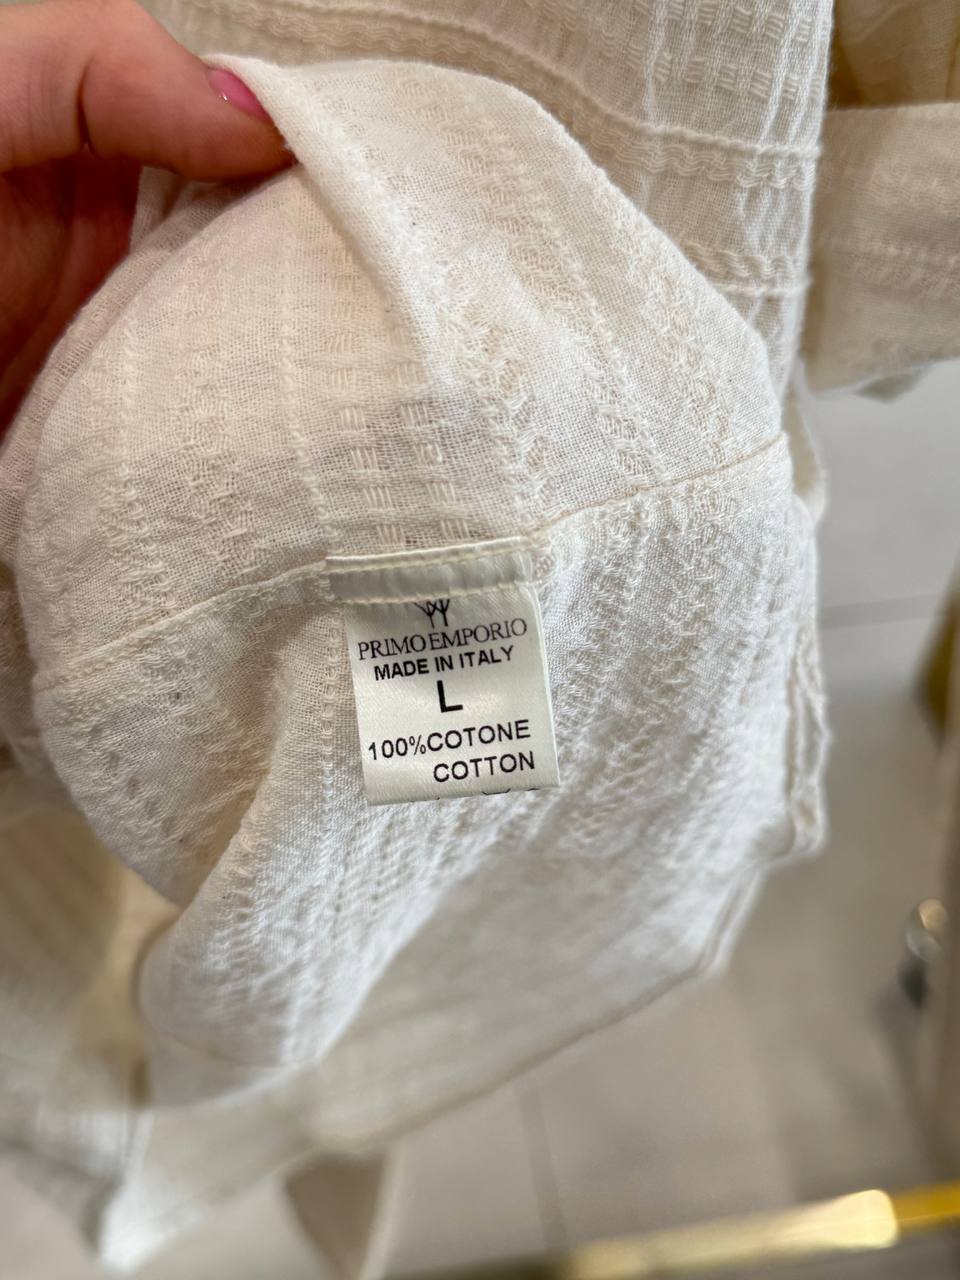 PRIMO EMPORIO
MADE IN ITALY
L
100%COTONE
COTTON